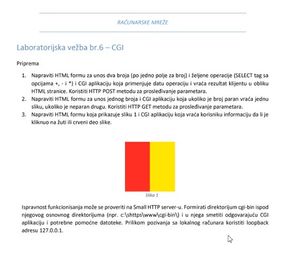 RAČUNARSKE MREŽE
Laboratorijska vežba br.6 – CGI
Priprema
1. Napraviti HTML formu za unos dva broja (po jedno polje za broj) i željene operacije (SELECT tag sa
opcijama +, - i *) i CGI aplikaciju koja primenjuje datu operaciju i vraća rezultat klijentu u obliku
HTML stranice. Koristiti HTTP POST metodu za prosleđivanje parametara.
2. Napraviti HTML formu za unos jednog broja i CGI aplikaciju koja ukoliko je broj paran vraća jednu
sliku, ukoliko je neparan drugu. Koristiti HTTP GET metodu za prosleđivanje parametara.
3. Napraviti HTML formu koja prikazuje sliku 1 i CGI aplikaciju koja vraća korisniku informaciju da li je
kliknuo na žuti ili crveni deo slike.
Slika 1
Ispravnost funkcionisanja može se proveriti na Small HTTP server-u. Formirati direktorijum cgi-bin ispod
njegovog osnovnog direktorijuma (npr. c:\shttps\www\cgi-bin\) i u njega smetiti odgovarajuću CGI
aplikaciju i potrebne pomoćne datoteke. Prilikom pozivanja sa lokalnog računara koristiti loopback
adresu 127.0.0.1.